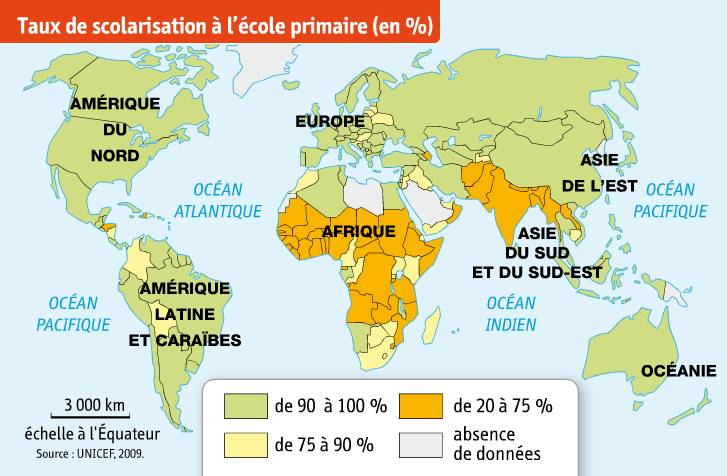 Taux de scolarisation à l'école primaire (en %)
AMÉRIQUE
DU
NORD
EUROPE
ASIE
DE L'EST
OCÉAN
ATLANTIQUE
OCÉAN
PACIFIQUE
AFRIQUE
ASIE
DU SUD
ET DU SUD-EST
AMÉRIQUE
LATINE
ET CARAÏBES
OCÉAN
PACIFIQUE
OCÉAN
INDIEN
OCÉANIE
3 000 km
échelle à l'Équateur
Source : UNICEF, 2009.
de 90 à 100 %
de 20 à 75 %
de 75 à 90 %
absence
de données